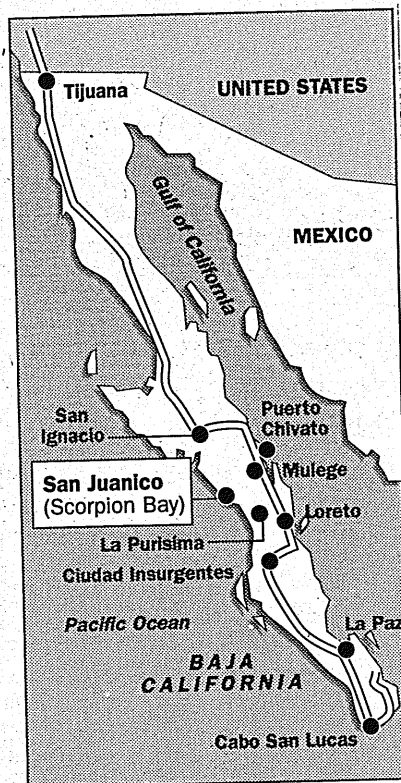 Tijuana
UNITED STATES
Gulf of California
MEXICO
San
Ignacio
Puerto
Chivato
Mulege
San Juanico
(Scorpion Bay)
Loreto
La Purisima
Ciudad Insurgentes
Pacific Ocean
La Paz
BAJA
CALIFORNIA
Cabo San Lucas